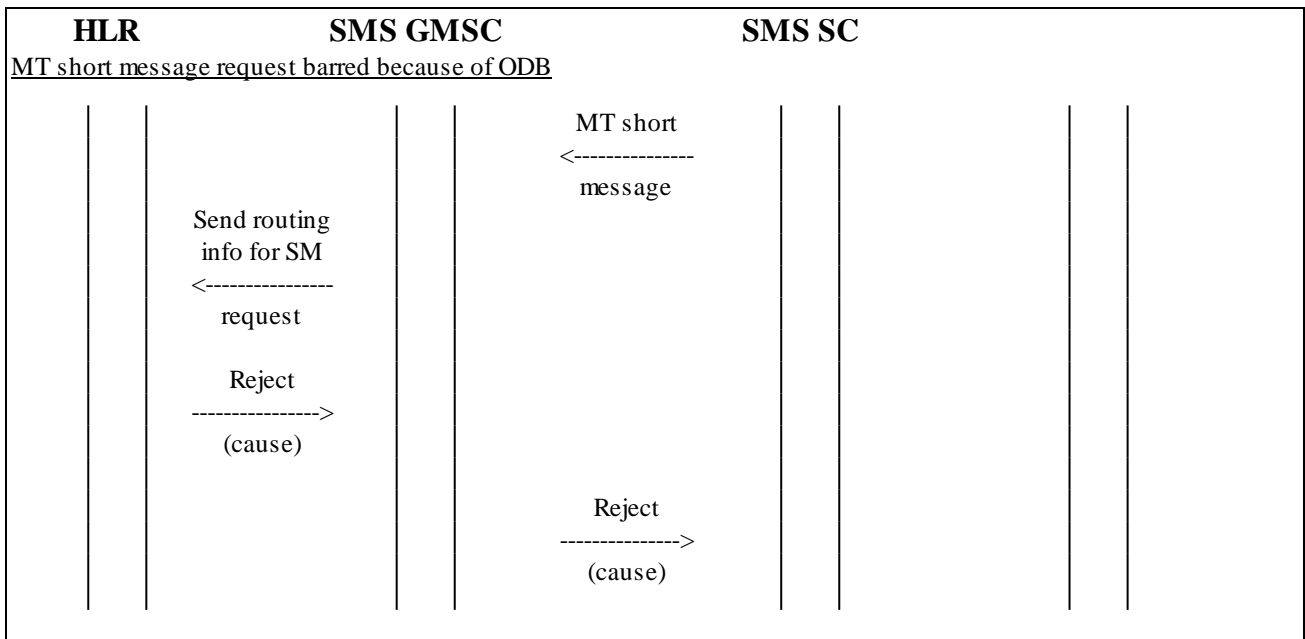 HLR SMS GMSC SMS SC
MT short message request barred because of ODB
MT short
<---------------
message
Send routing
info for SM
<----------------
request
Reject
---------------->
(cause)
Reject
--------------->
(cause)